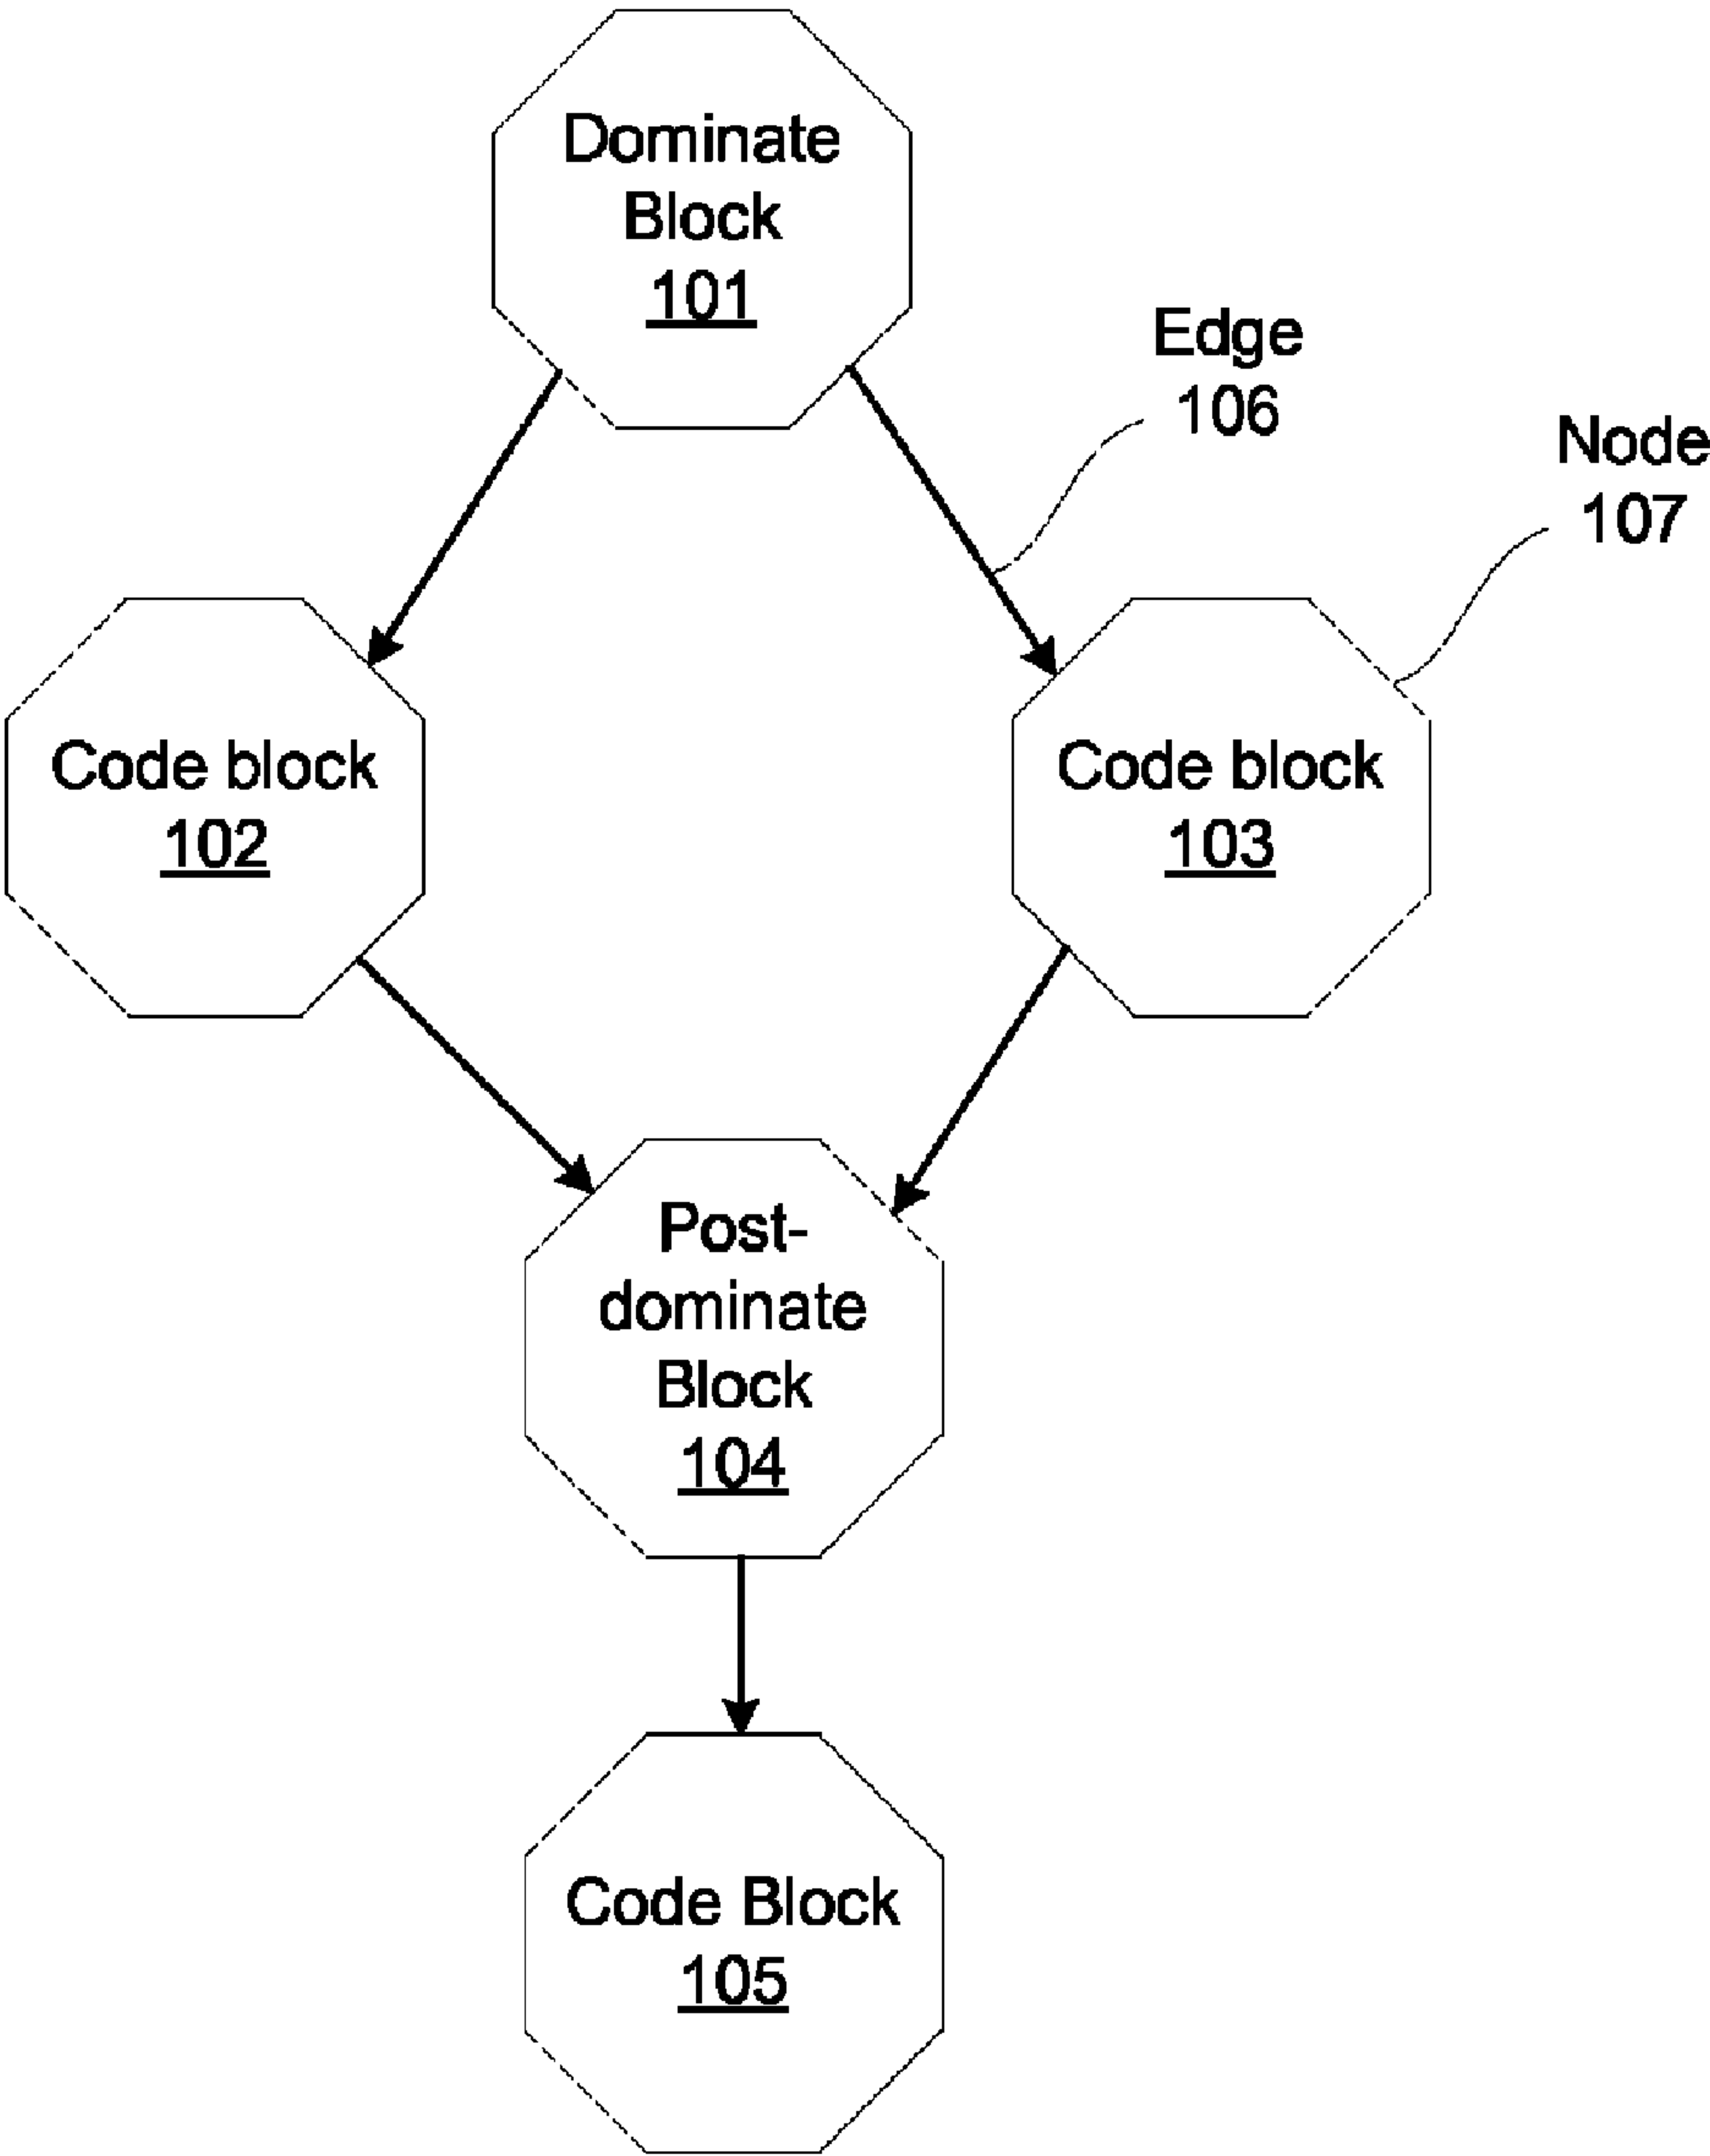 Dominate
Block
101
Edge
106
Node
107
Code block
102
Code block
103
Post-
dominate
Block
104
Code Block
105